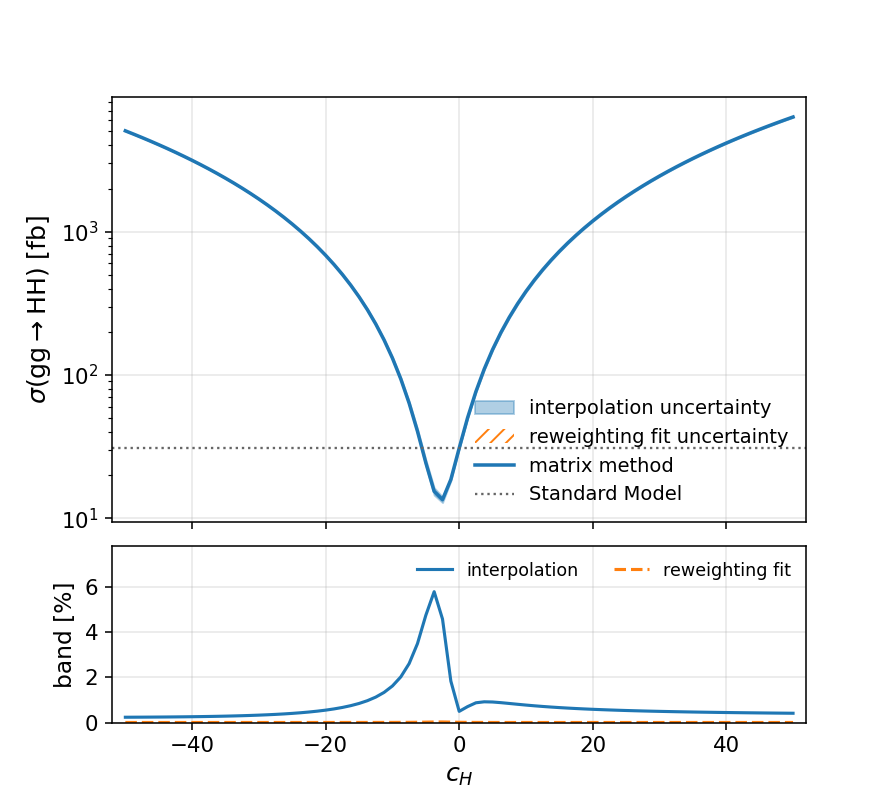 σ(gg → HH) [fb]
10³
10²
10¹
interpolation uncertainty
reweighting fit uncertainty
matrix method
Standard Model
band [%]
6
4
2
0
interpolation
reweighting fit
−40
−20
0
20
40
c_H